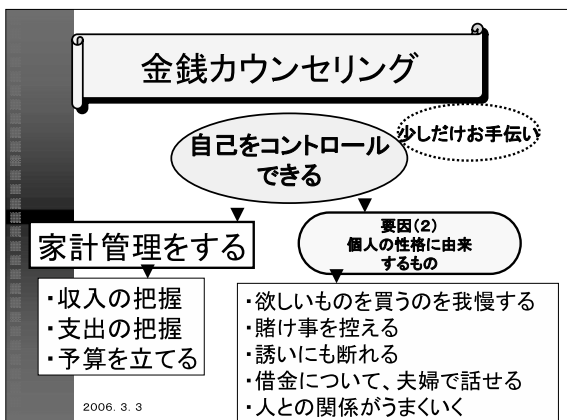 金銭カウンセリング
少しだけお手伝い
自己をコントロール
できる
家計管理をする
要因(2)
個人の性格に由来
するもの
・収入の把握
・支出の把握
・予算を立てる
・欲しいものを買うのを我慢する
・賭け事を控える
・誘いにも断れる
・借金について、夫婦で話せる
・人との関係がうまくいく
2006. 3. 3